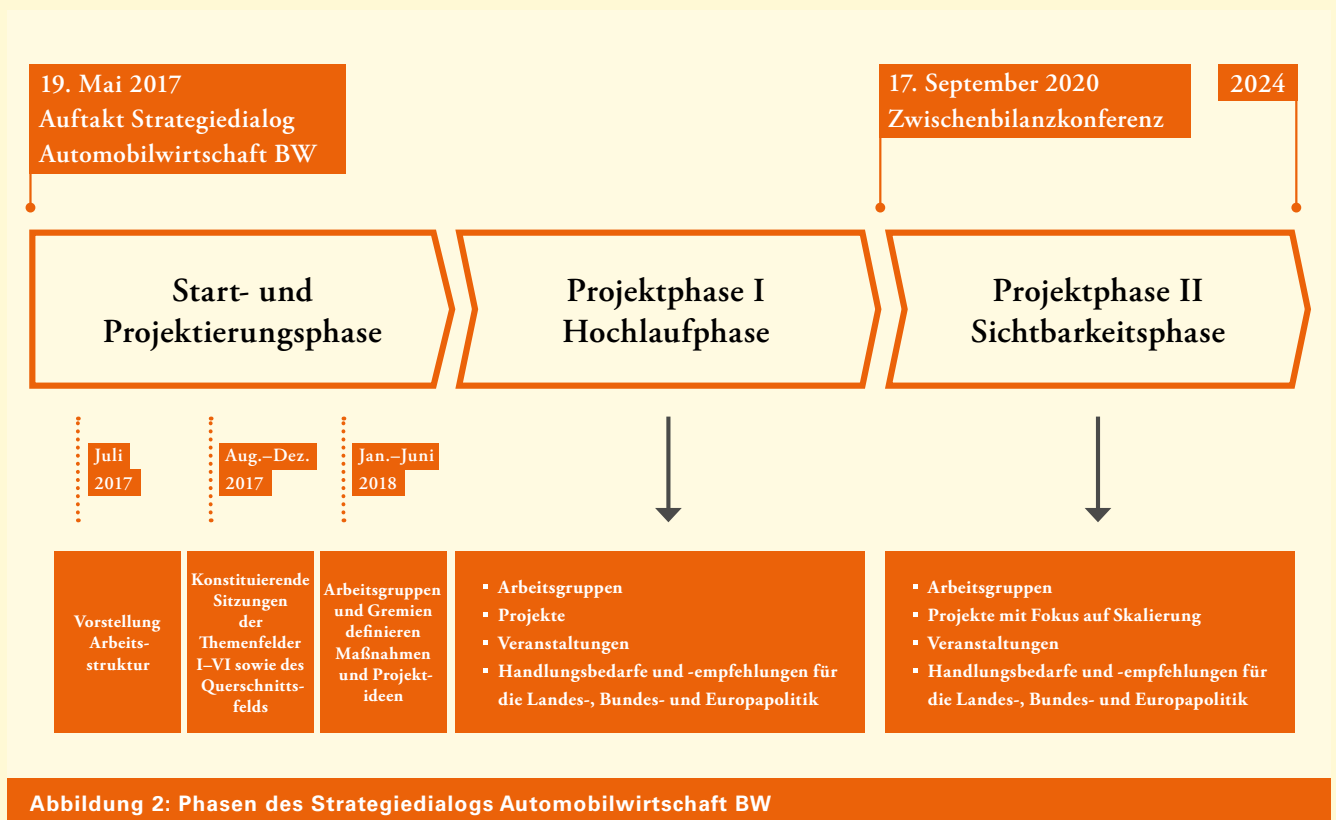 19. Mai 2017
Auftakt Strategiedialog
Automobilwirtschaft BW
17. September 2020
Zwischenbilanzkonferenz
2024
Start- und
Projektierungsphase
Projektphase I
Hochlaufphase
Projektphase II
Sichtbarkeitsphase
Juli
2017
Aug.–Dez.
2017
Jan.–Juni
2018
Vorstellung
Arbeits-
struktur
Konstituierende
Sitzungen
der
Themenfelder
I–VI sowie des
Querschnitts-
felds
Arbeitsgruppen
und Gremien
definieren
Maßnahmen
und Projekt-
ideen
▪ Arbeitsgruppen
▪ Projekte
▪ Veranstaltungen
▪ Handlungsbedarfe und -empfehlungen für
die Landes-, Bundes- und Europapolitik
▪ Arbeitsgruppen
▪ Projekte mit Fokus auf Skalierung
▪ Veranstaltungen
▪ Handlungsbedarfe und -empfehlungen für
die Landes-, Bundes- und Europapolitik
Abbildung 2: Phasen des Strategiedialogs Automobilwirtschaft BW